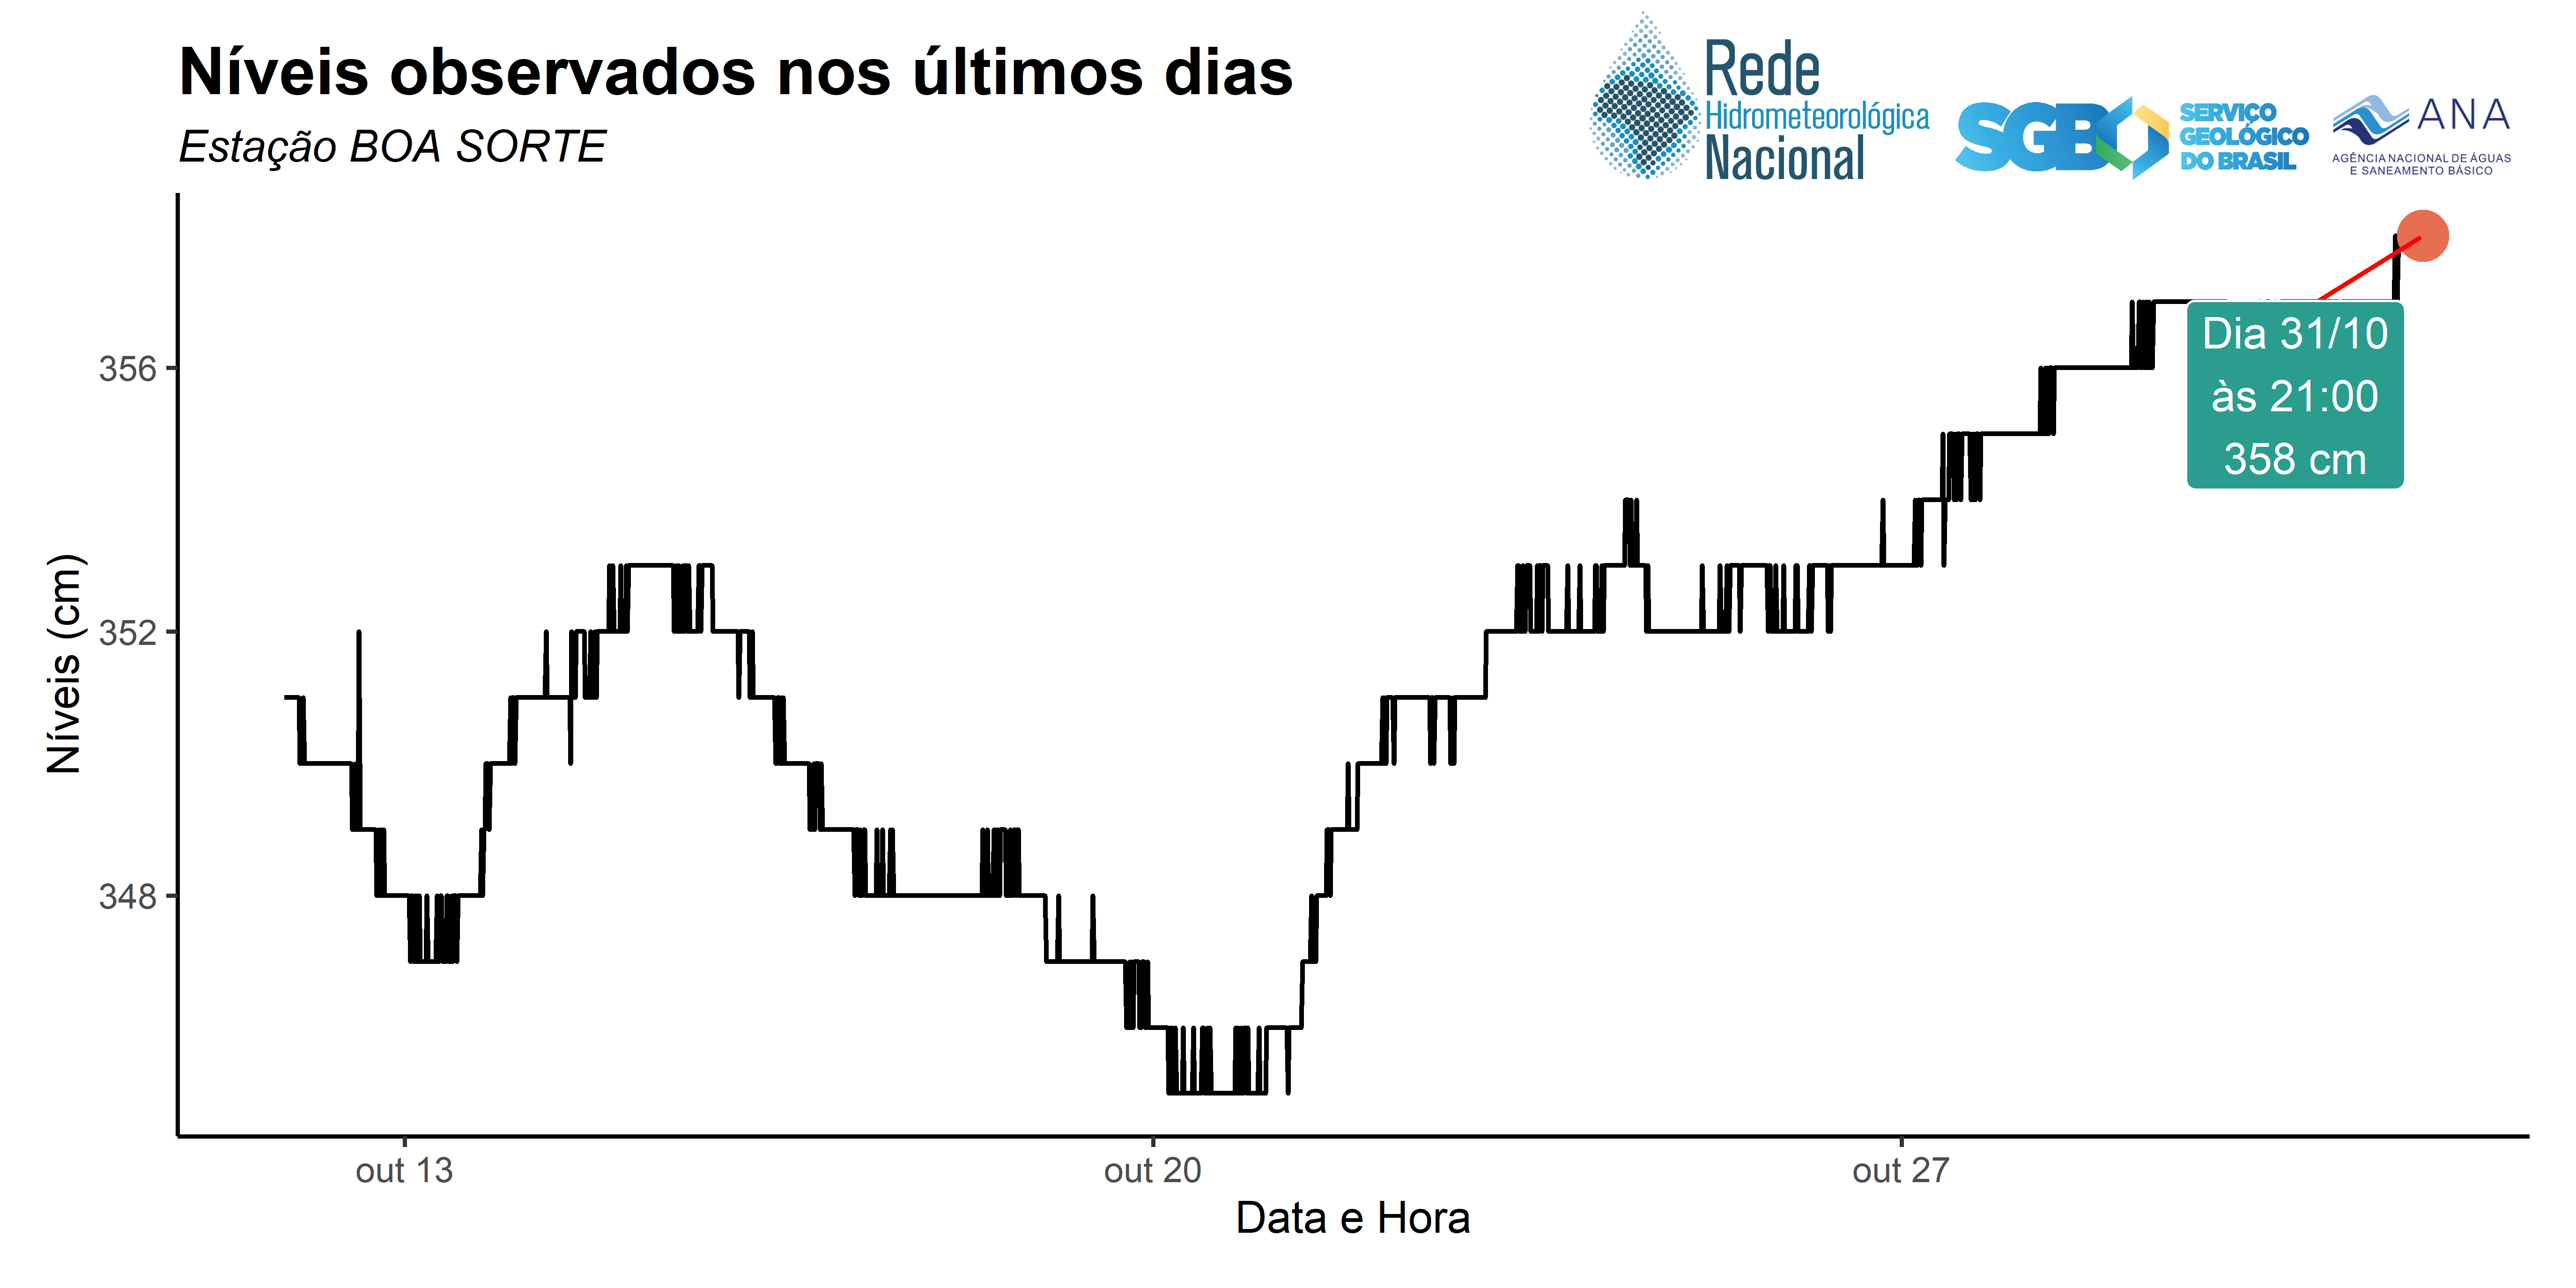 Níveis observados nos últimos dias
Estação BOA SORTE
Rede
Hidrometeorológica
Nacional
SGB
SERVIÇO
GEOLÓGICO
DO BRASIL
ANA
AGÊNCIA NACIONAL DE ÁGUAS
E SANEAMENTO BÁSICO
Níveis (cm)
356
352
348
Dia 31/10
às 21:00
358 cm
out 13
out 20
out 27
Data e Hora